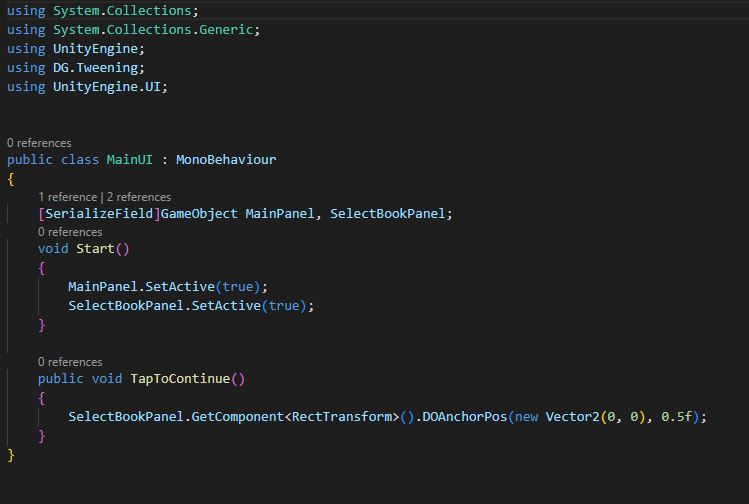 using System.Collections;
using System.Collections.Generic;
using UnityEngine;
using DG.Tweening;
using UnityEngine.UI;
0 references
public class MainUI : MonoBehaviour
{
1 reference | 2 references
[SerializeField]GameObject MainPanel, SelectBookPanel;
0 references
void Start()
{
MainPanel.SetActive(true);
SelectBookPanel.SetActive(true);
}
0 references
public void TapToContinue()
{
SelectBookPanel.GetComponent<RectTransform>().DOAnchorPos(new Vector2(0, 0), 0.5f);
}
}